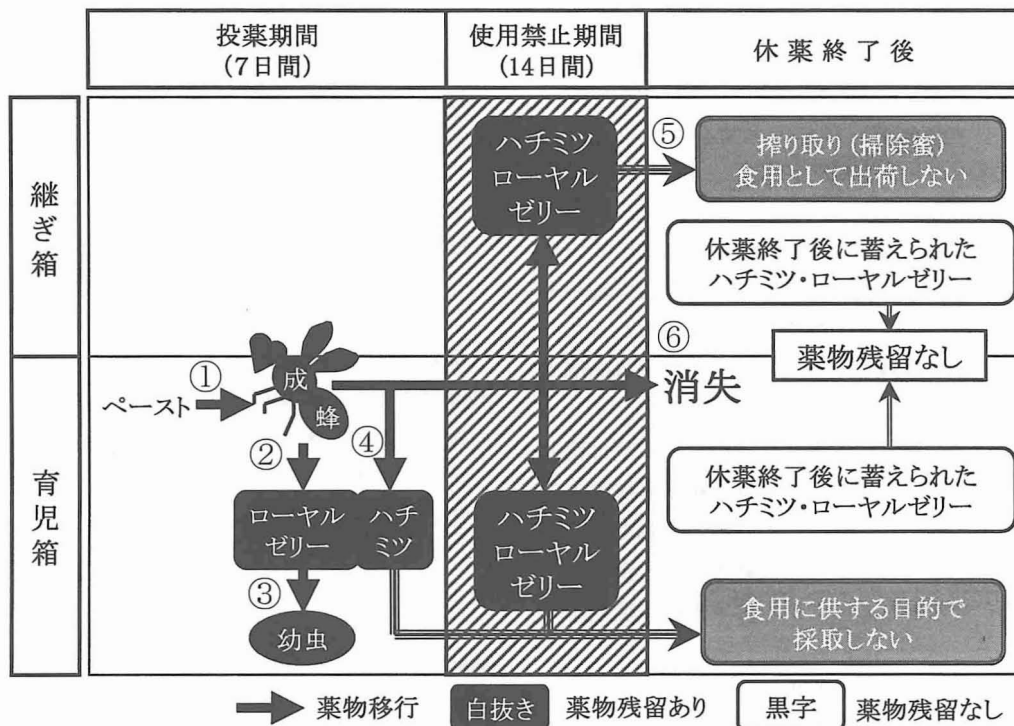 投薬期間
(7日間)
使用禁止期間
(14日間)
休薬終了後
継ぎ箱
ハチミツ
ローヤル
ゼリー
⑤
搾り取り(掃除蜜)
食用として出荷しない
休薬終了後に蓄えられた
ハチミツ・ローヤルゼリー
⑥
薬物残留なし
育児箱
①
ペースト
成
蜂
消失
②
④
ローヤル
ゼリー
ハチ
ミツ
ハチミツ
ローヤル
ゼリー
休薬終了後に蓄えられた
ハチミツ・ローヤルゼリー
③
幼虫
食用に供する目的で
採取しない
薬物移行
白抜き
薬物残留あり
黒字
薬物残留なし